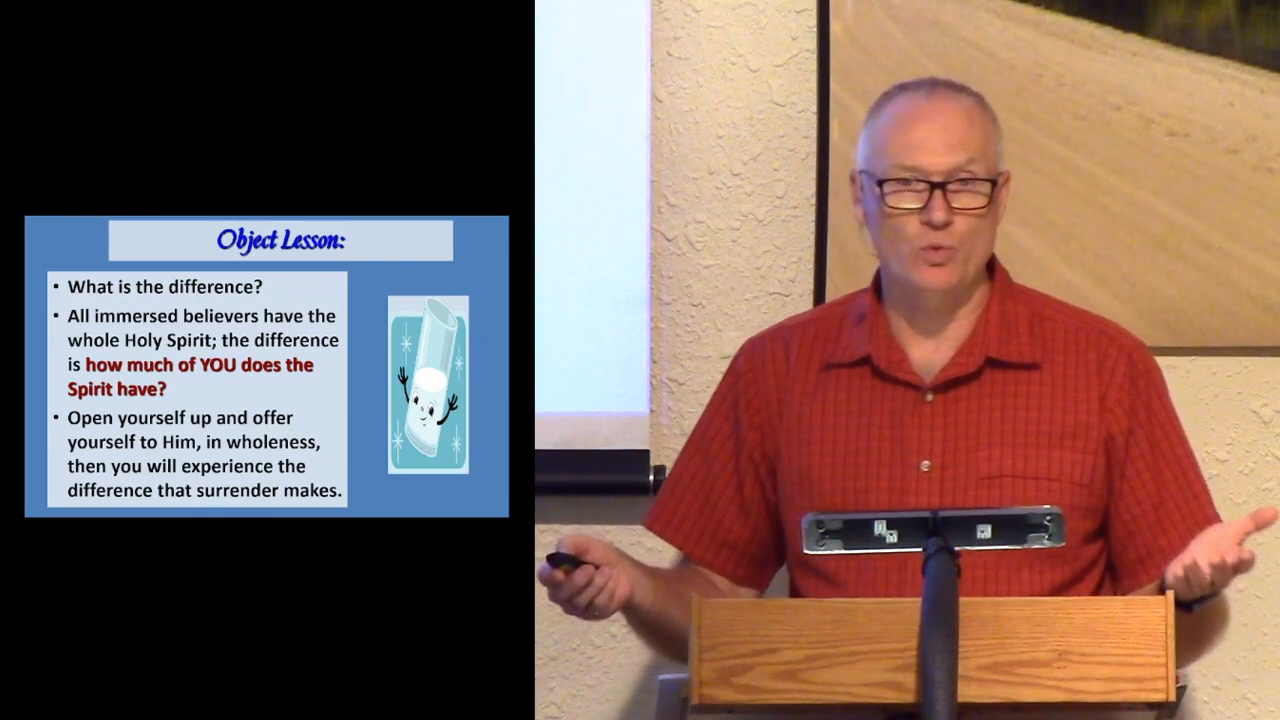 Object Lesson:
• What is the difference?
• All immersed believers have the
whole Holy Spirit; the difference
is how much of YOU does the
Spirit have?
• Open yourself up and offer
yourself to Him, in wholeness,
then you will experience the
difference that surrender makes.